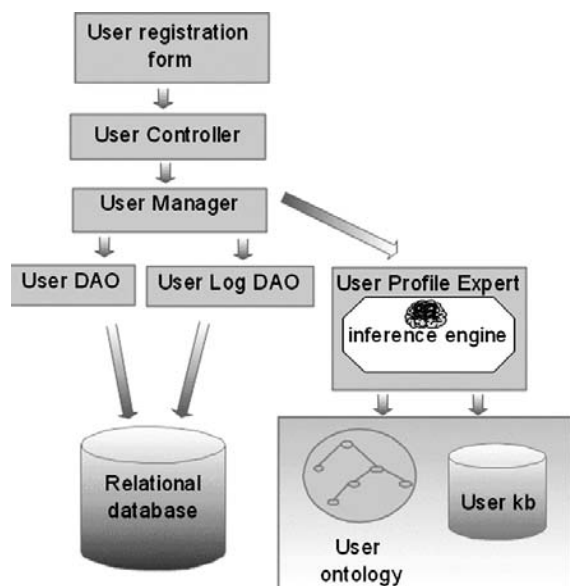 User registration
form
User Controller
User Manager
User DAO
User Log DAO
User Profile Expert
inference engine
Relational
database
User kb
User
ontology